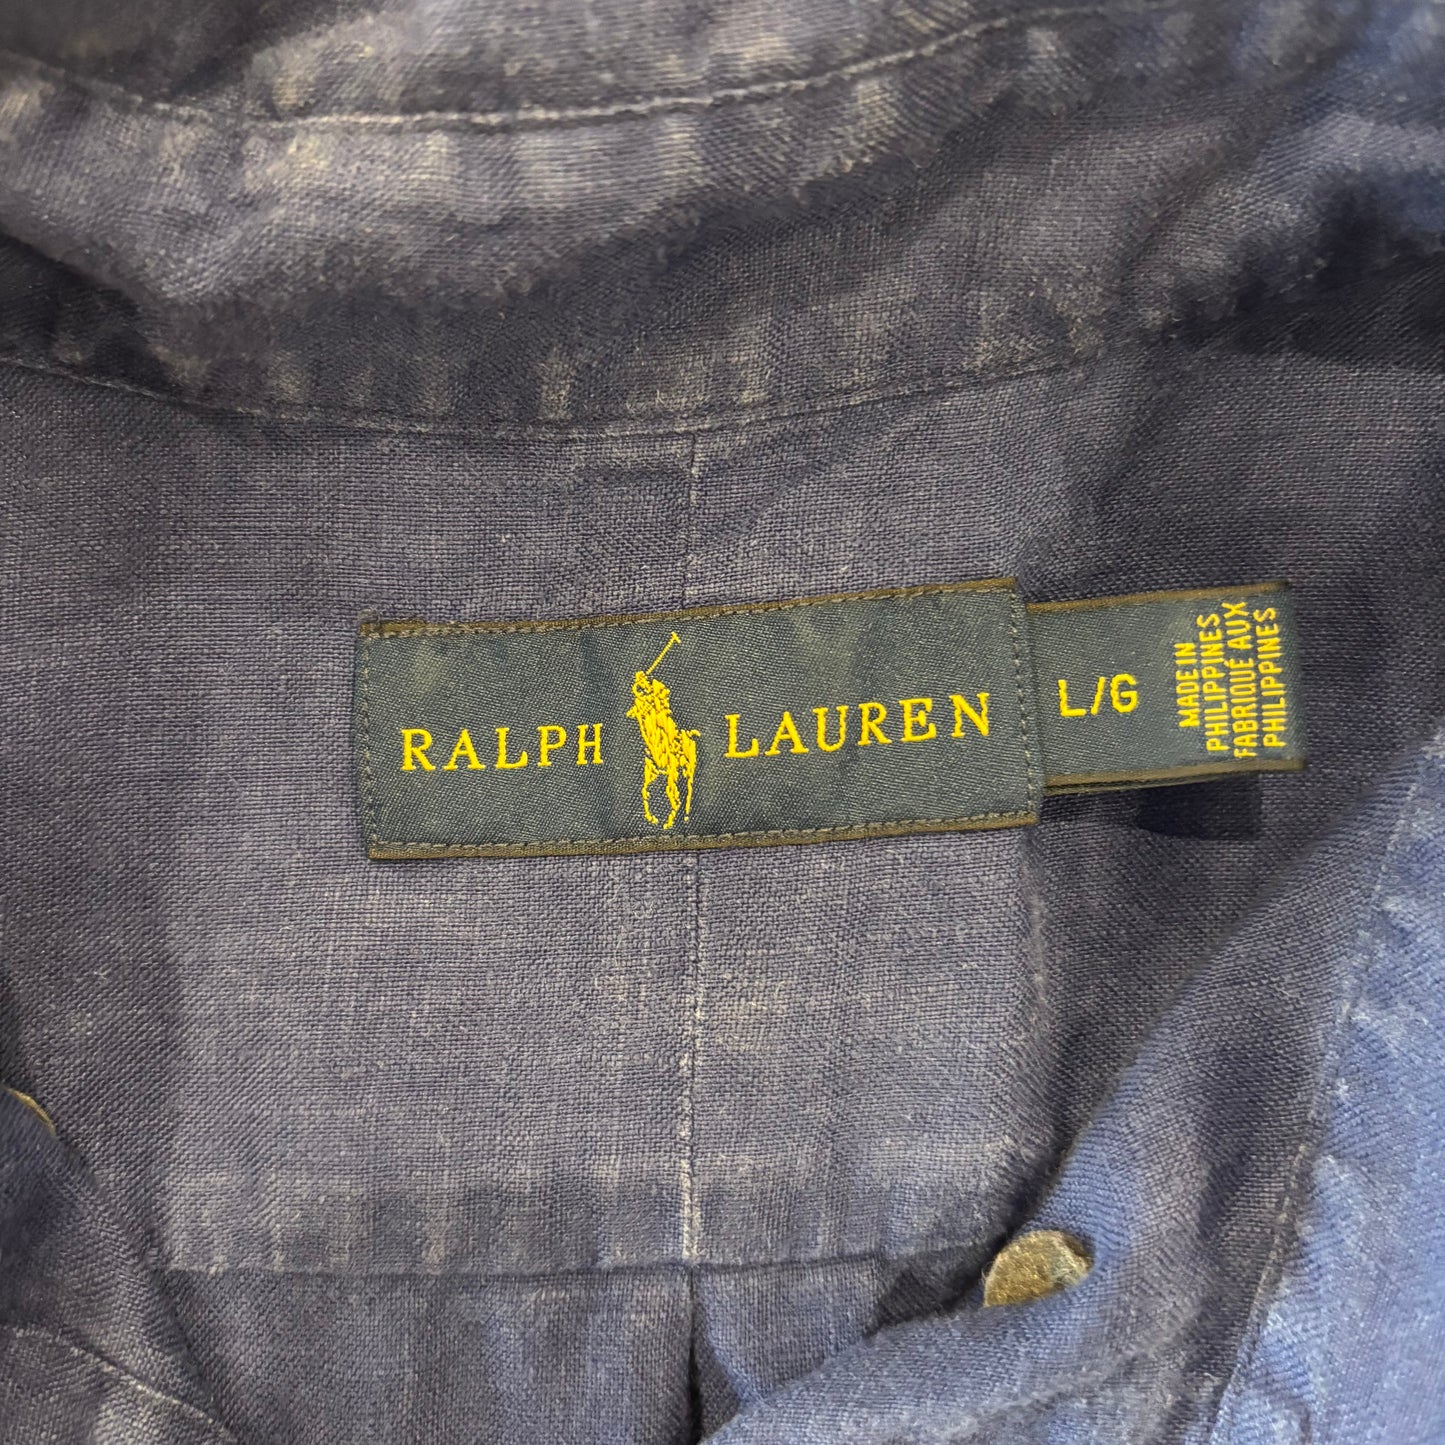 RALPH LAUREN
L/G
MADE IN
PHILIPPINES
FABRIQUÉ AUX
PHILIPPINES